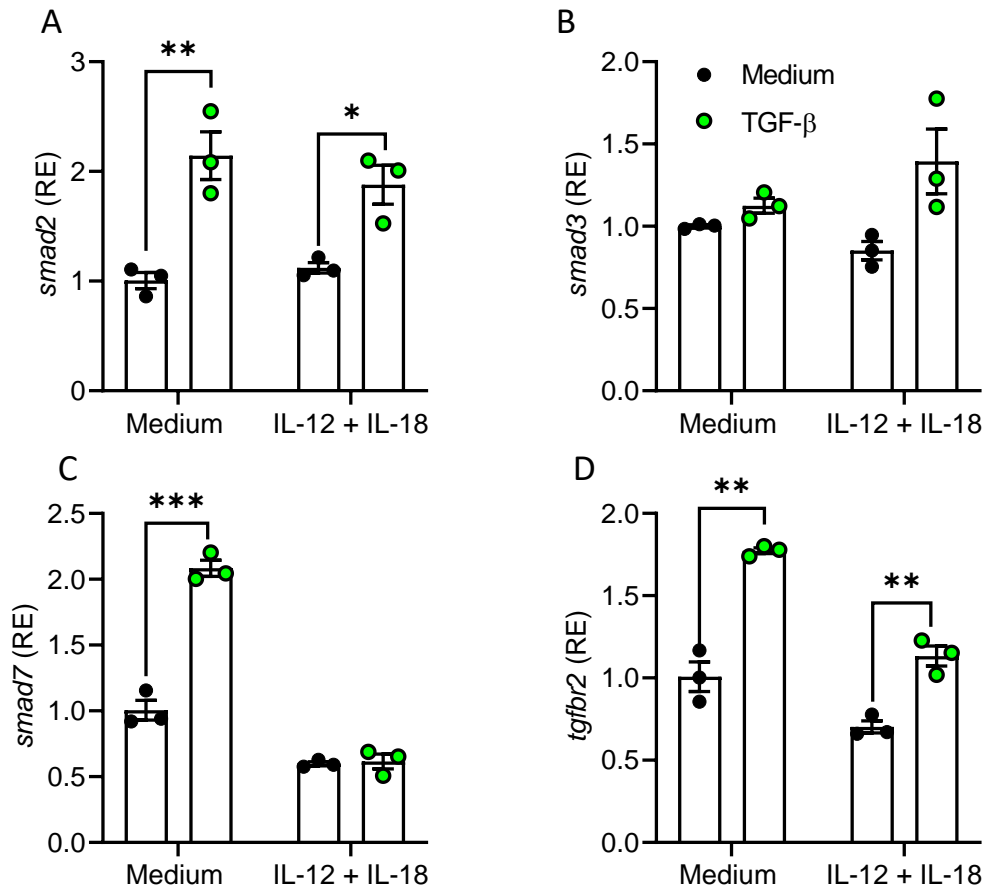 A
smad2 (RE)
3
2
1
0
**
*
Medium
IL-12 + IL-18
B
smad3 (RE)
2.0
1.5
1.0
0.5
0.0
Medium
TGF-β
Medium
IL-12 + IL-18
C
smad7 (RE)
2.5
2.0
1.5
1.0
0.5
0.0
***
Medium
IL-12 + IL-18
D
tgfbr2 (RE)
2.0
1.5
1.0
0.5
0.0
**
**
Medium
IL-12 + IL-18